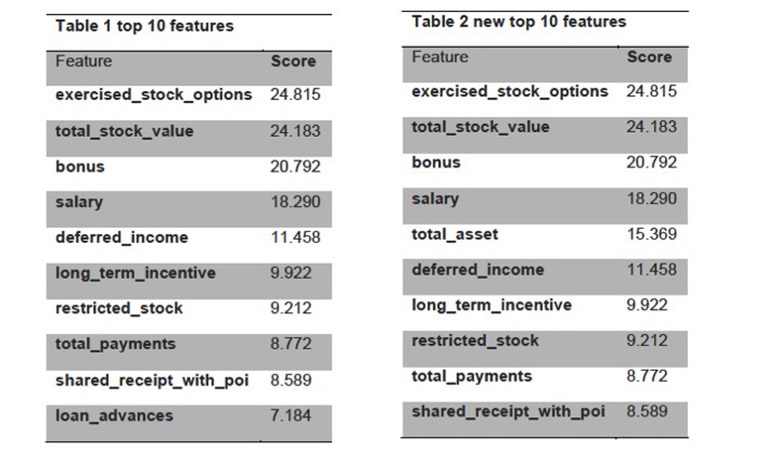 Table 1 top 10 features
Feature Score
exercised_stock_options 24.815
total_stock_value 24.183
bonus 20.792
salary 18.290
deferred_income 11.458
long_term_incentive 9.922
restricted_stock 9.212
total_payments 8.772
shared_receipt_with_poi 8.589
loan_advances 7.184
Table 2 new top 10 features
Feature Score
exercised_stock_options 24.815
total_stock_value 24.183
bonus 20.792
salary 18.290
total_asset 15.369
deferred_income 11.458
long_term_incentive 9.922
restricted_stock 9.212
total_payments 8.772
shared_receipt_with_poi 8.589